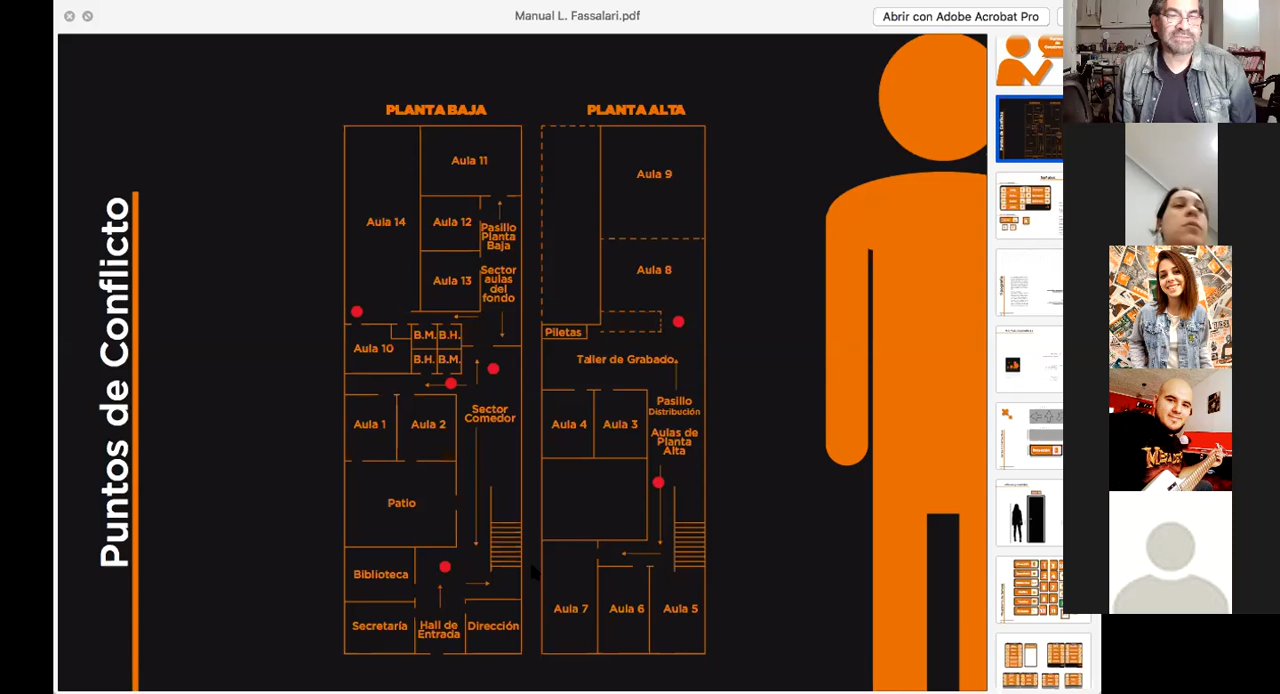 Manual L. Fassalari.pdf
Abrir con Adobe Acrobat Pro
Puntos de Conflicto
PLANTA BAJA
PLANTA ALTA
Aula 11
Aula 14
Aula 12
Pasillo
Planta
Baja
Aula 13
Sector
aulas
del
fondo
Aula 10
B.M.
B.H.
B.H.
B.M.
Aula 1
Aula 2
Sector
Comedor
Patio
Biblioteca
Secretaría
Hall de
Entrada
Dirección
Aula 9
Aula 8
Piletas
Taller de Grabado
Aula 4
Aula 3
Pasillo
Distribución
Aulas de
Planta
Alta
Aula 7
Aula 6
Aula 5
Puntos de Conflicto